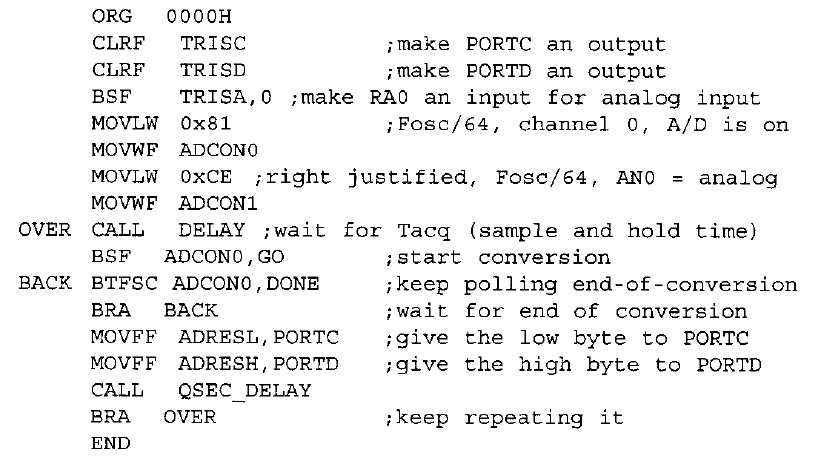 ORG 0000H
CLRF TRISC ;make PORTC an output
CLRF TRISD ;make PORTD an output
BSF TRISA,0 ;make RA0 an input for analog input
MOVLW 0x81 ;Fosc/64, channel 0, A/D is on
MOVWF ADCON0
MOVLW 0xCE ;right justified, Fosc/64, AN0 = analog
MOVWF ADCON1
OVER CALL DELAY ;wait for Tacq (sample and hold time)
BSF ADCON0,GO ;start conversion
BACK BTFSC ADCON0,DONE ;keep polling end-of-conversion
BRA BACK ;wait for end of conversion
MOVFF ADRESL,PORTC ;give the low byte to PORTC
MOVFF ADRESH,PORTD ;give the high byte to PORTD
CALL QSEC_DELAY
BRA OVER ;keep repeating it
END